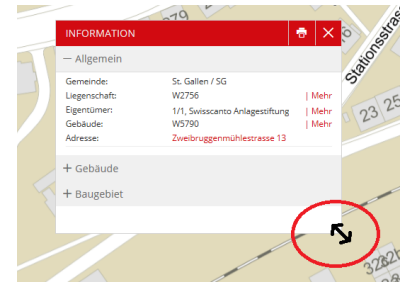 INFORMATION
— Allgemein
Gemeinde: St. Gallen / SG
Liegenschaft: W2756 | Mehr
Eigentümer: 1/1, Swisscanto Anlagestiftung | Mehr
Gebäude: W5790 | Mehr
Adresse: Zweibruggenmühlestrasse 13
+ Gebäude
+ Baugebiet
Stationsstras
23 25